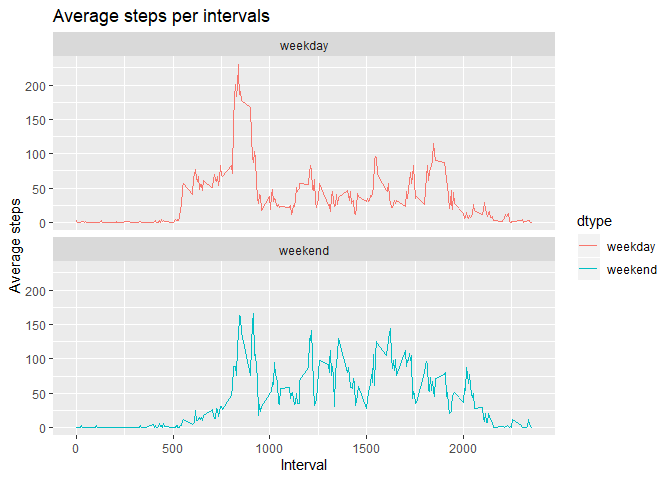 Average steps per intervals
weekday
200
150
100
50
0
weekend
200
150
100
50
0
Average steps
0 500 1000 1500 2000
Interval
dtype
weekday
weekend